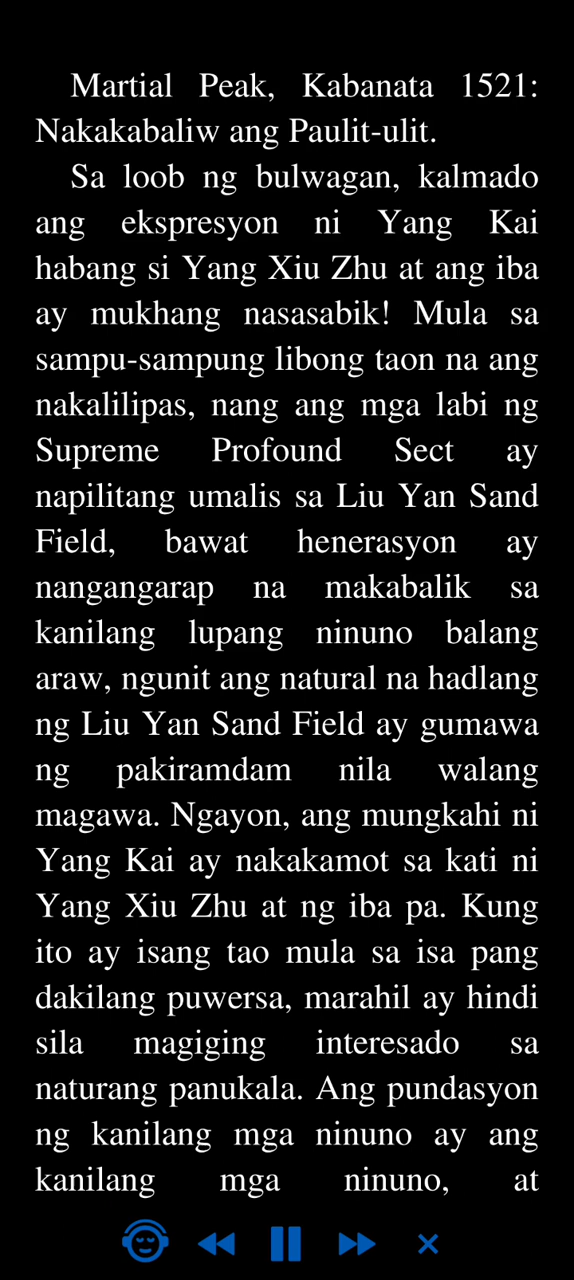 Martial Peak, Kabanata 1521:
Nakakabaliw ang Paulit-ulit.
Sa loob ng bulwagan, kalmado
ang ekspresyon ni Yang Kai
habang si Yang Xiu Zhu at ang iba
ay mukhang nasasabik! Mula sa
sampu-sampung libong taon na ang
nakalilipas, nang ang mga labi ng
Supreme Profound Sect ay
napilitang umalis sa Liu Yan Sand
Field, bawat henerasyon ay
nangangarap na makabalik sa
kanilang lupang ninuno balang
araw, ngunit ang natural na hadlang
ng Liu Yan Sand Field ay gumawa
ng pakiramdam nila walang
magawa. Ngayon, ang mungkahi ni
Yang Kai ay nakakamot sa kati ni
Yang Xiu Zhu at ng iba pa. Kung
ito ay isang tao mula sa isa pang
dakilang puwersa, marahil ay hindi
sila magiging interesado sa
naturang panukala. Ang pundasyon
ng kanilang mga ninuno ay ang
kanilang mga ninuno, at